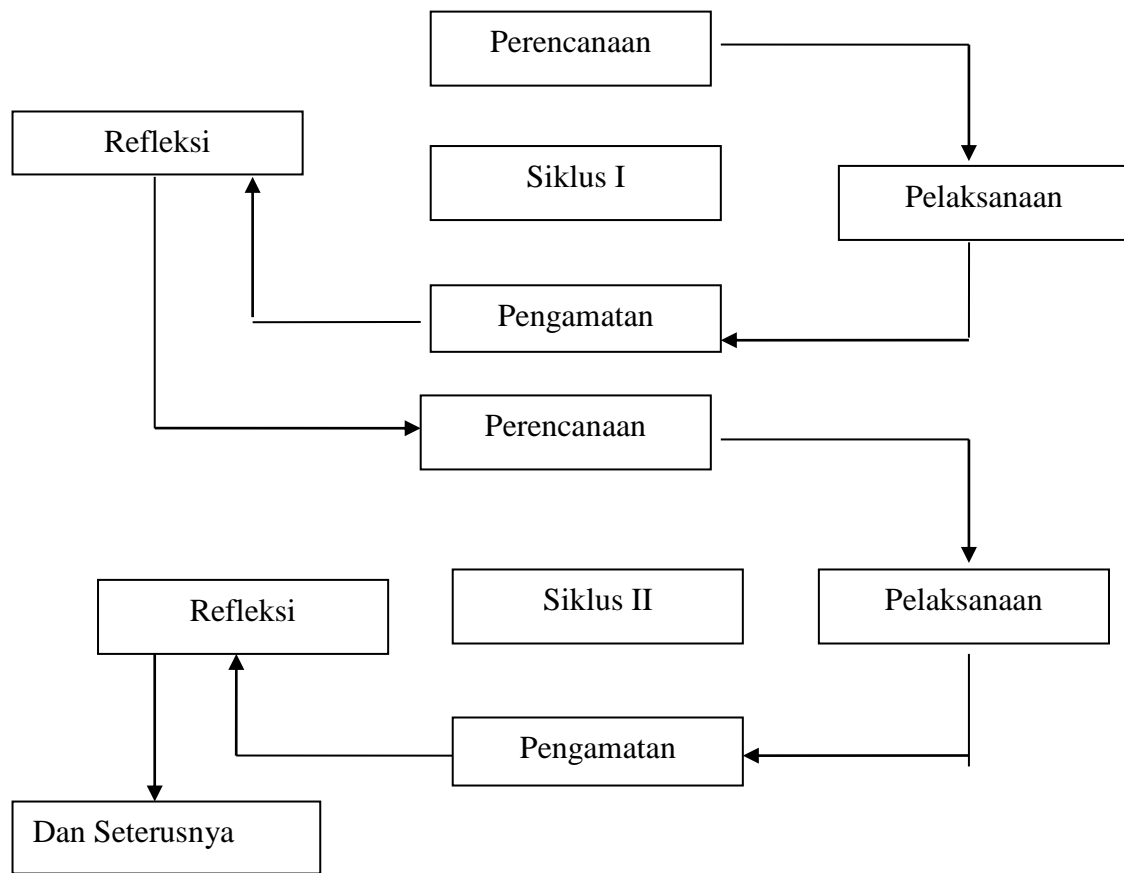 Perencanaan
Refleksi
Siklus I
Pelaksanaan
Pengamatan
Perencanaan
Refleksi
Siklus II
Pelaksanaan
Pengamatan
Dan Seterusnya